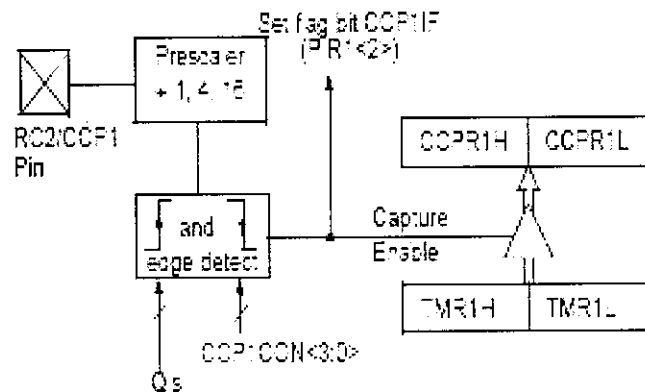 Set flag bit CCP1IF
(PIR1<2>)
Prescaler
÷ 1, 4, 16
RC2/CCP1
Pin
CCPR1H CCPR1L
and
edge detect
Capture
Enable
TMR1H TMR1L
CCP1CON<3:0>
Q's